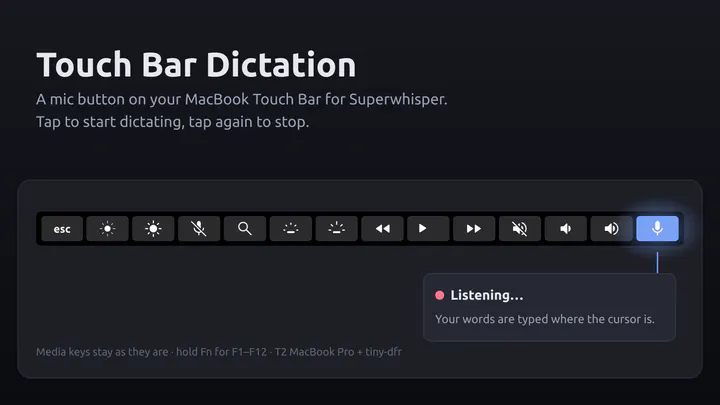 Touch Bar Dictation
A mic button on your MacBook Touch Bar for Superwhisper.
Tap to start dictating, tap again to stop.
esc
Listening...
Your words are typed where the cursor is.
Media keys stay as they are · hold Fn for F1–F12 · T2 MacBook Pro + tiny-dfr